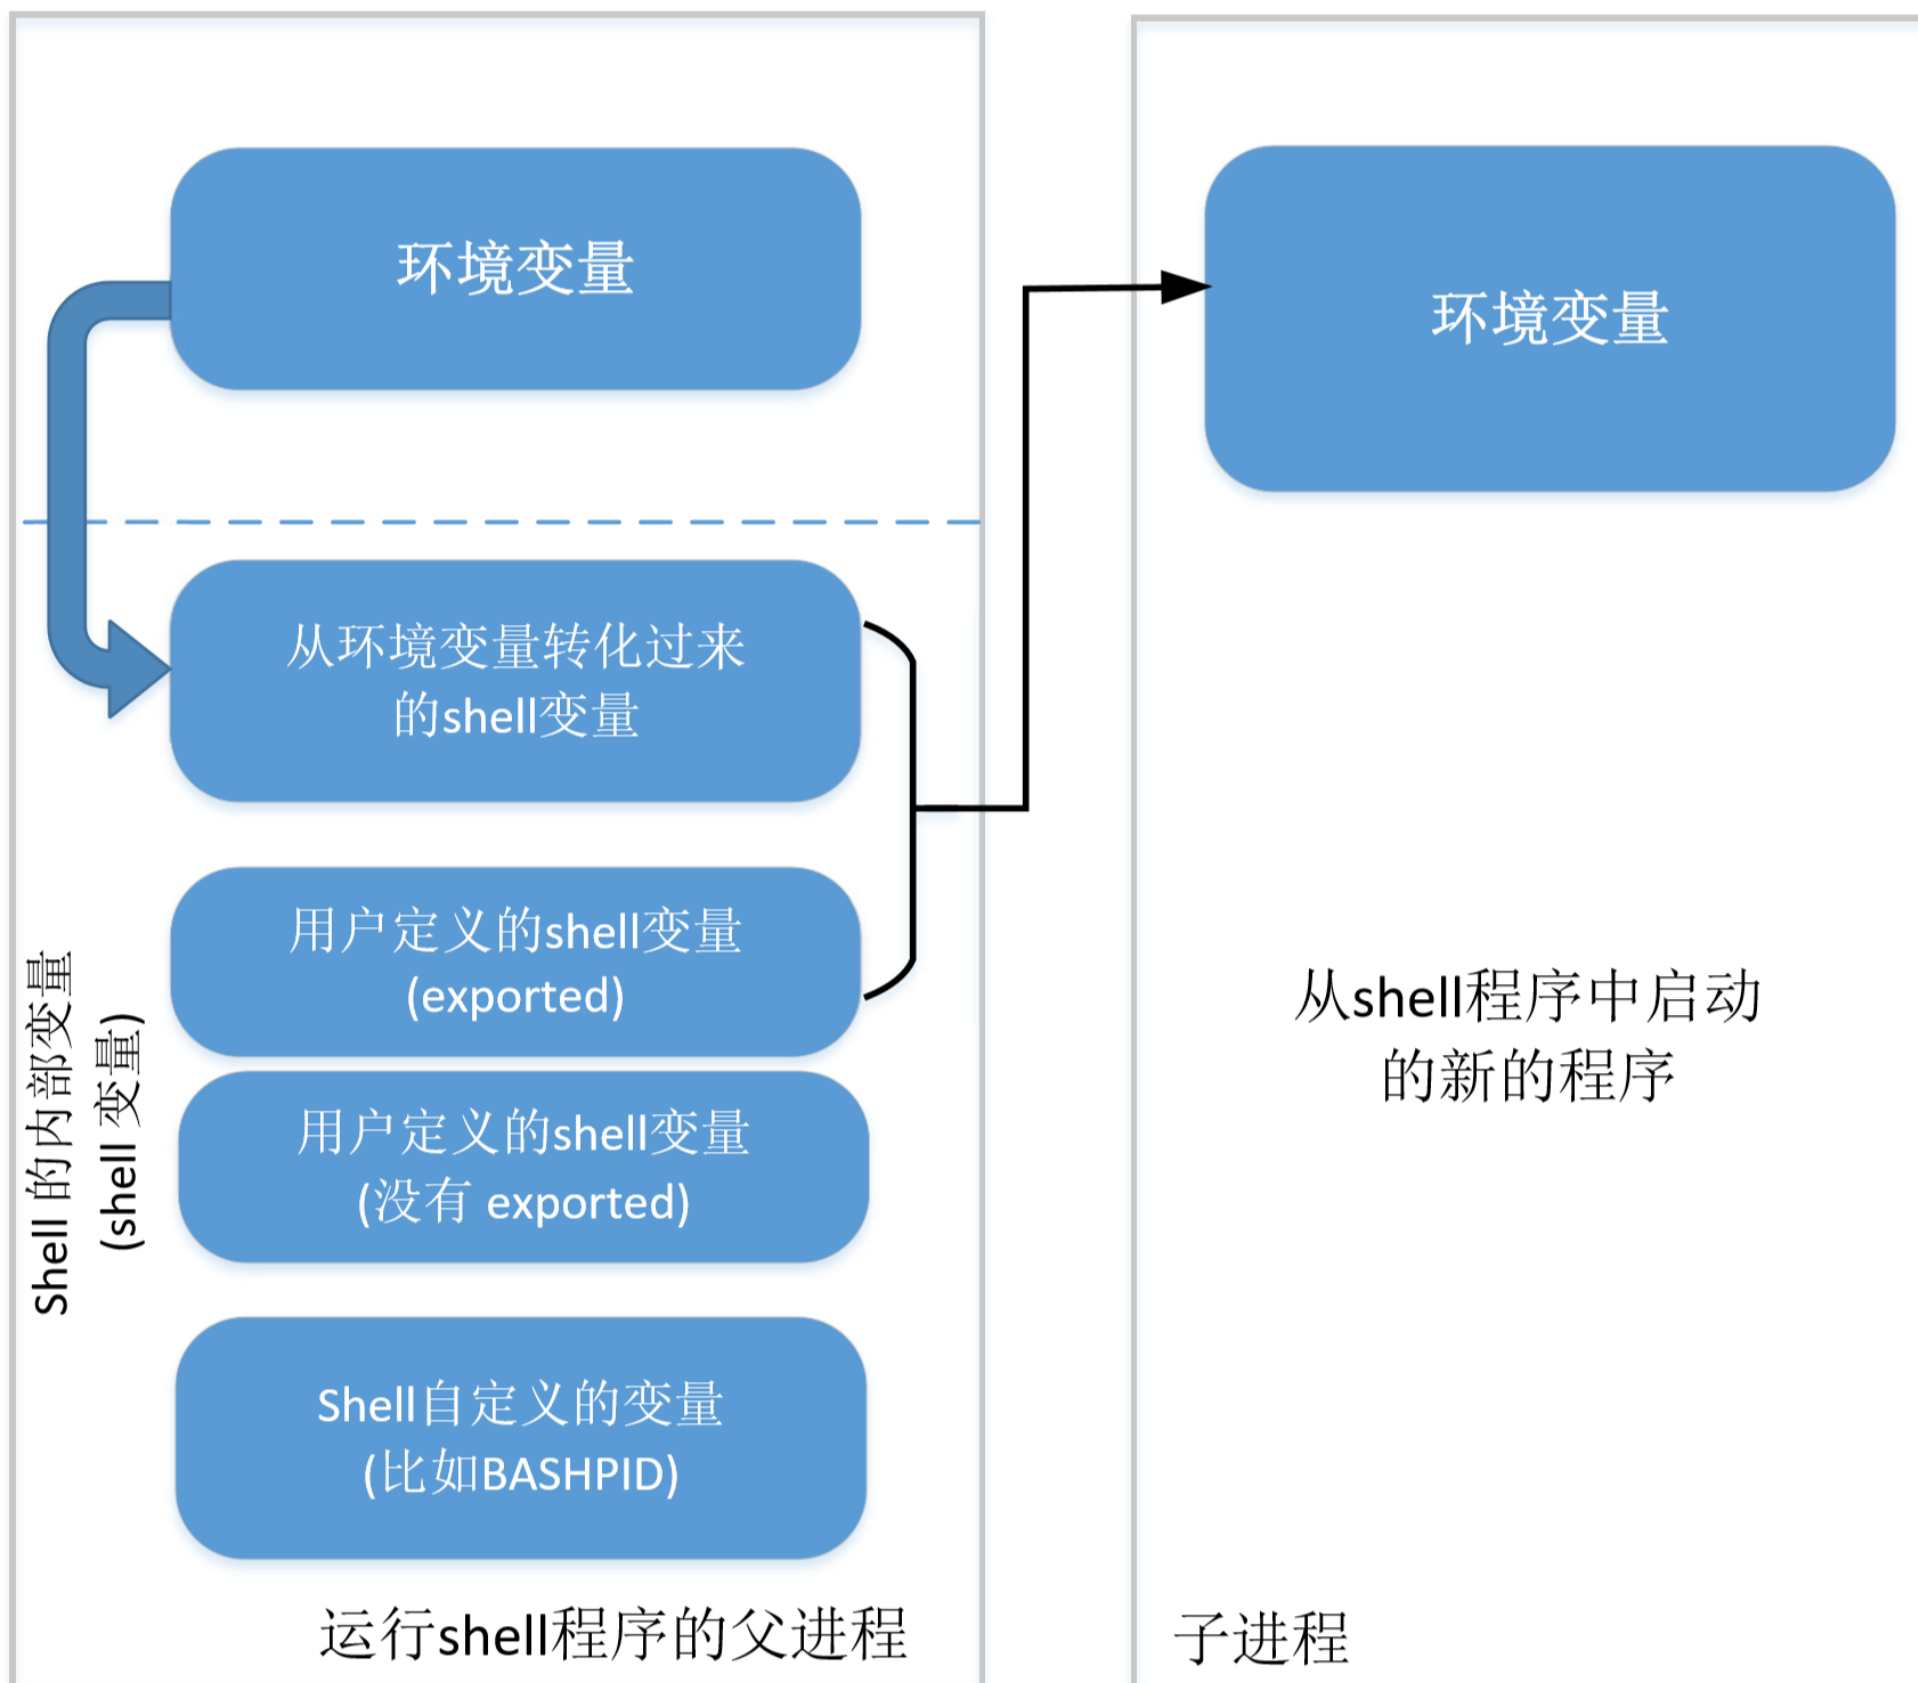 环境变量
从环境变量转化过来
的shell变量
用户定义的shell变量
(exported)
用户定义的shell变量
(没有 exported)
Shell自定义的变量
(比如BASHPID)
Shell 的内部变量
(shell 变量)
运行shell程序的父进程
环境变量
从shell程序中启动
的新的程序
子进程